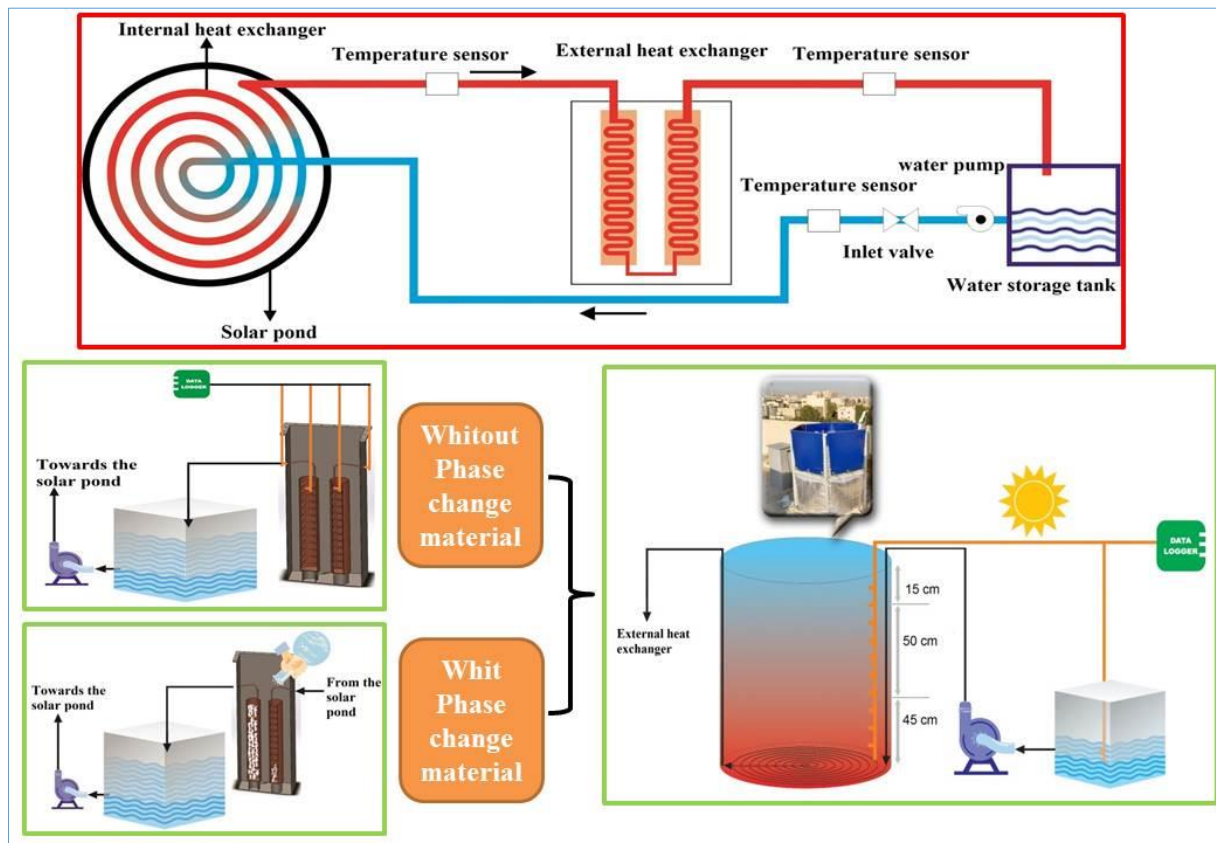 Internal heat exchanger
Temperature sensor
External heat exchanger
Temperature sensor
water pump
Temperature sensor
Inlet valve
Water storage tank
Solar pond
DATA
LOGGER
Towards the
solar pond
Whitout
Phase
change
material
Towards the
solar pond
From the
solar
pond
Whit
Phase
change
material
DATA
LOGGER
15 cm
50 cm
45 cm
External heat
exchanger